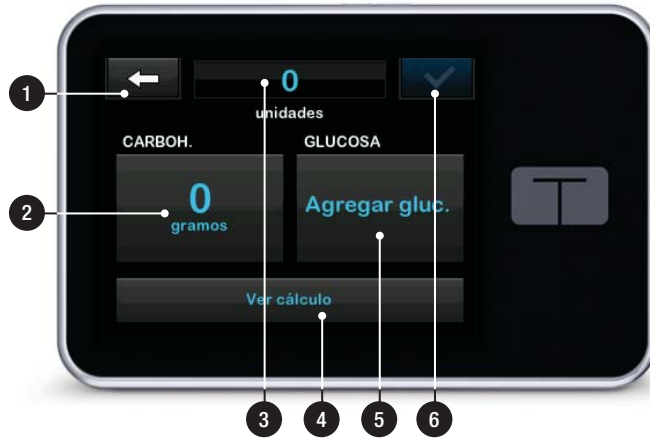 0
unidades
CARBOH. GLUCOSA
0
gramos
Agregar gluc.
Ver cálculo
1
2
3 4 5 6